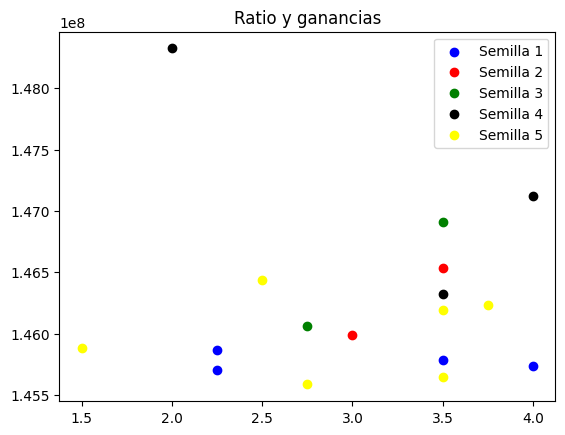 Ratio y ganancias
1e8
Semilla 1
Semilla 2
Semilla 3
Semilla 4
Semilla 5
1.480
1.475
1.470
1.465
1.460
1.455
1.5 2.0 2.5 3.0 3.5 4.0